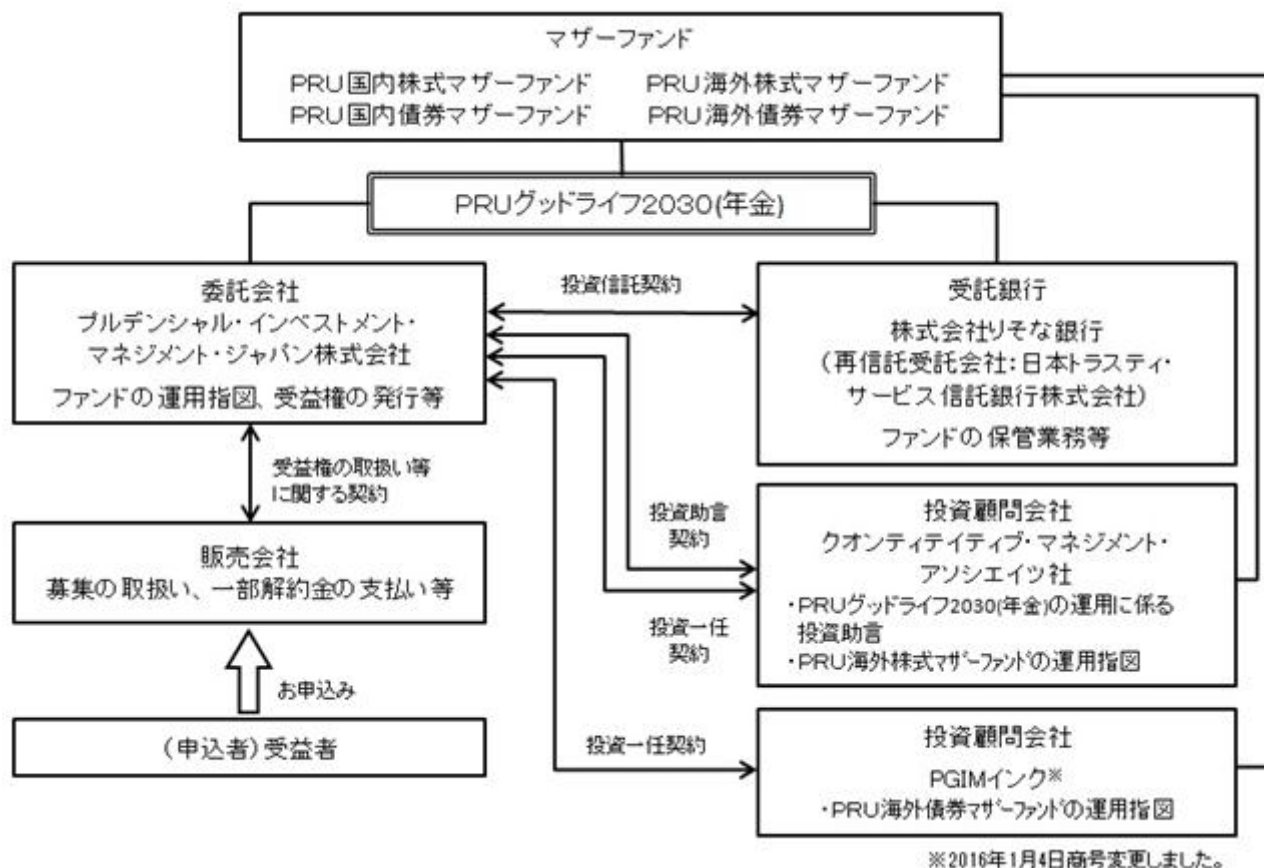 マザーファンド
PRU国内株式マザーファンド PRU海外株式マザーファンド
PRU国内債券マザーファンド PRU海外債券マザーファンド
PRUグッドライフ2030(年金)
委託会社
プルデンシャル・インベストメント・
マネジメント・ジャパン株式会社
ファンドの運用指図、受益権の発行等
投資信託契約
受託銀行
株式会社りそな銀行
(再信託受託会社:日本トラスティ・
サービス信託銀行株式会社)
ファンドの保管業務等
受益権の取扱い等
に関する契約
販売会社
募集の取扱い、一部解約金の支払い等
お申込み
(申込者)受益者
投資助言
契約
投資一任
契約
投資顧問会社
クオンティテイティブ・マネジメント・
アソシエイツ社
・PRUグッドライフ2030(年金)の運用に係る
投資助言
・PRU海外株式マザーファンドの運用指図
投資一任契約
投資顧問会社
PGIMインク※
・PRU海外債券マザーファンドの運用指図
※2016年1月4日商号変更しました。